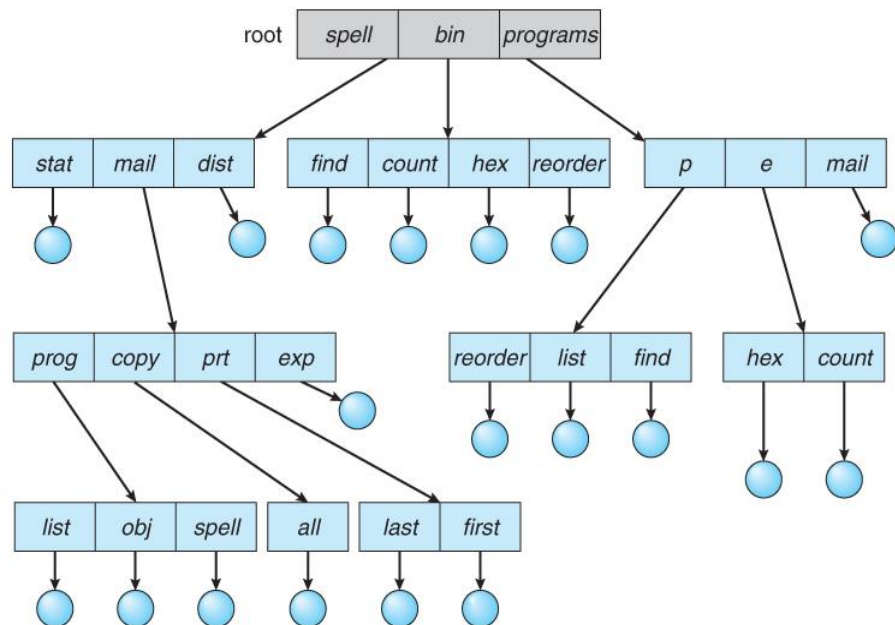 root spell bin programs
stat mail dist find count hex reorder p e mail
prog copy prt exp reorder list find hex count
list obj spell all last first